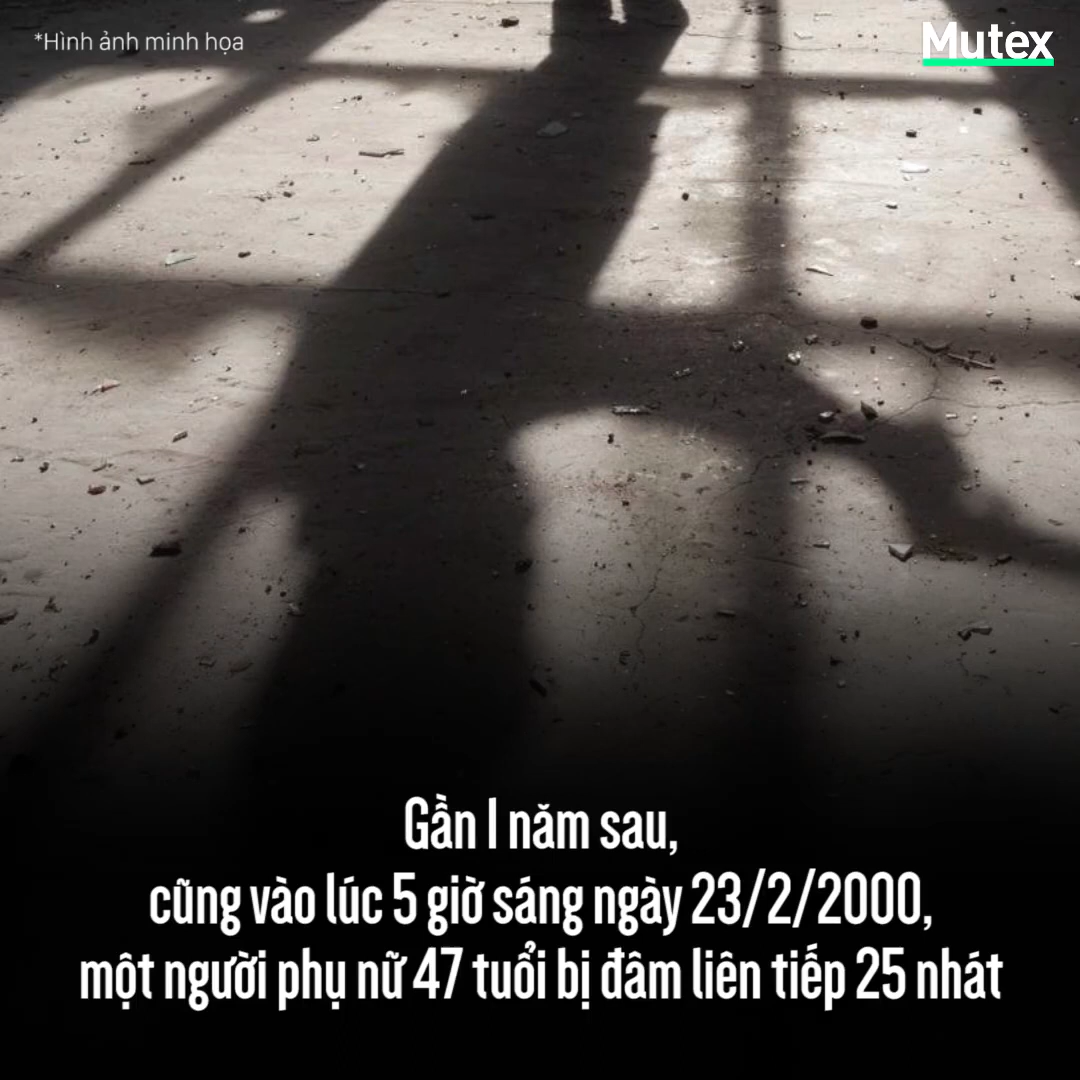 *Hình ảnh minh họa
Mutex
Gần 1 năm sau,
cũng vào lúc 5 giờ sáng ngày 23/2/2000,
một người phụ nữ 47 tuổi bị đâm liên tiếp 25 nhát